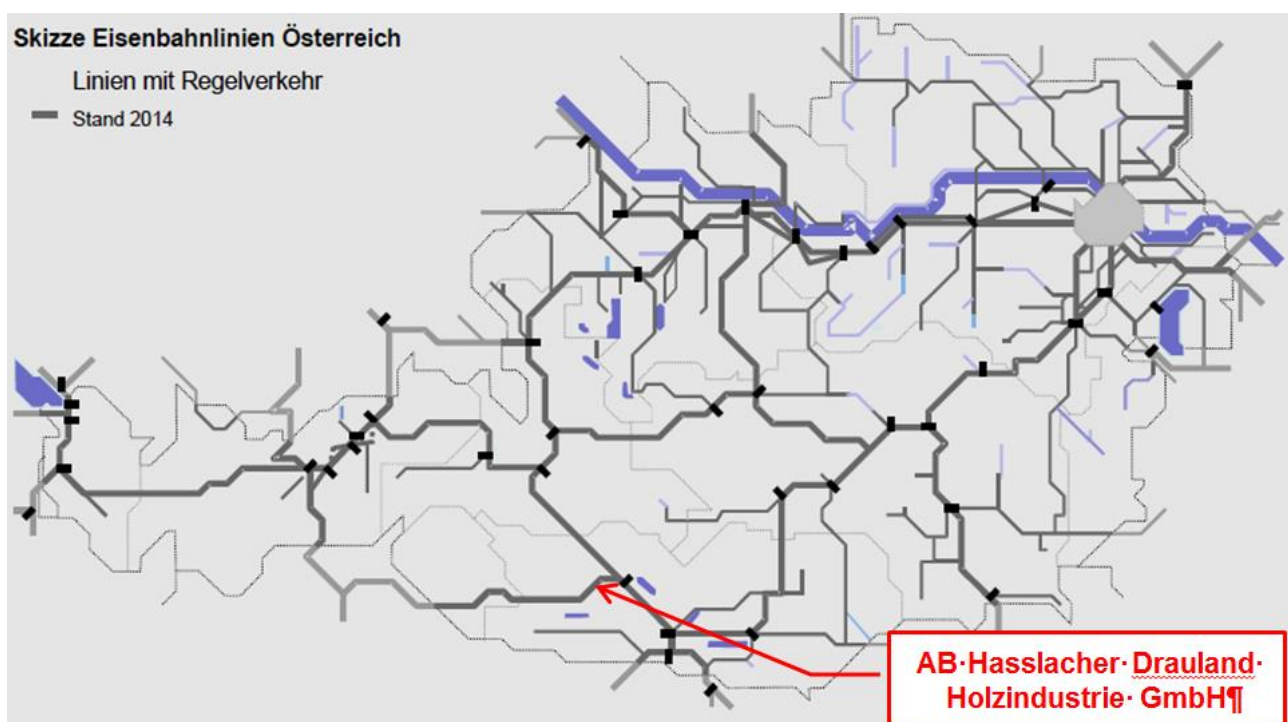 Skizze Eisenbahnlinien Österreich
Linien mit Regelverkehr
Stand 2014
AB·Hasslacher·Drauland·
Holzindustrie·GmbH¶